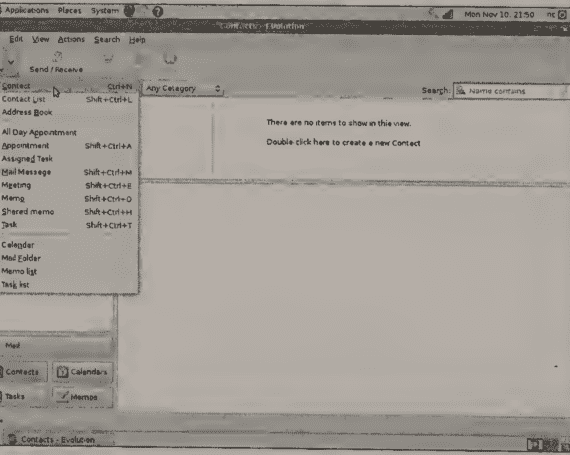 Applications Places System Mon Nov 10, 21:50
Contacts - Evolution
Edit View Actions Search Help
Send / Receive
Contact Ctrl+N
Any Category
Search: Name contains
Contact List Shift+Ctrl+L
Address Book
There are no items to show in this view.
Double-click here to create a new Contact
All Day Appointment
Appointment Shift+Ctrl+A
Assigned Task
Mail Message Shift+Ctrl+M
Meeting Shift+Ctrl+E
Memo Shift+Ctrl+O
Shared memo Shift+Ctrl+H
Task Shift+Ctrl+T
Calendar
Mail Folder
Memo list
Task list
Mail
Contacts Calendars
Tasks Memos
Contacts - Evolution